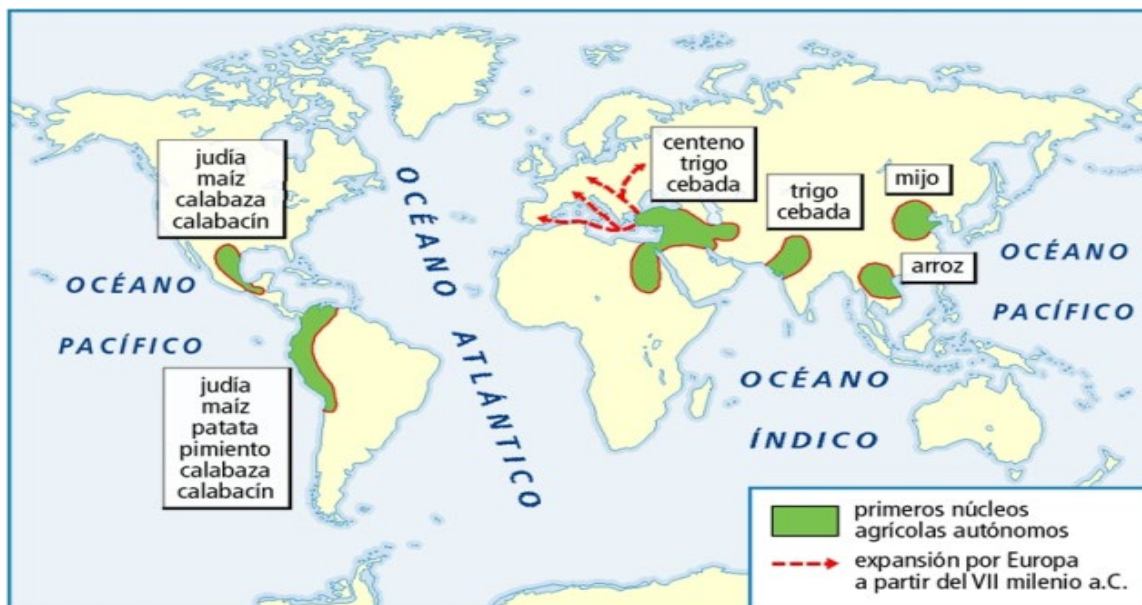 judía
maíz
calabaza
calabacín
centeno
trigo
cebada
trigo
cebada
mijo
arroz
OCÉANO
PACÍFICO
OCÉANO
ATLÁNTICO
OCÉANO
PACÍFICO
OCÉANO
ÍNDICO
judía
maíz
patata
pimiento
calabaza
calabacín
primeros núcleos
agrícolas autónomos
expansión por Europa
a partir del VII milenio a.C.